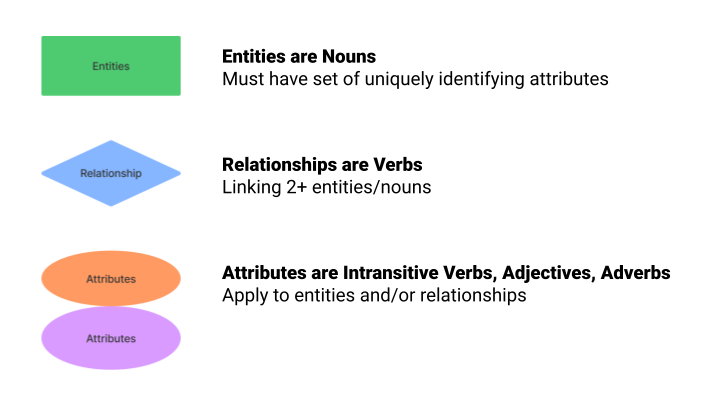 Entities
Entities are Nouns
Must have set of uniquely identifying attributes
Relationship
Relationships are Verbs
Linking 2+ entities/nouns
Attributes
Attributes are Intransitive Verbs, Adjectives, Adverbs
Apply to entities and/or relationships
Attributes